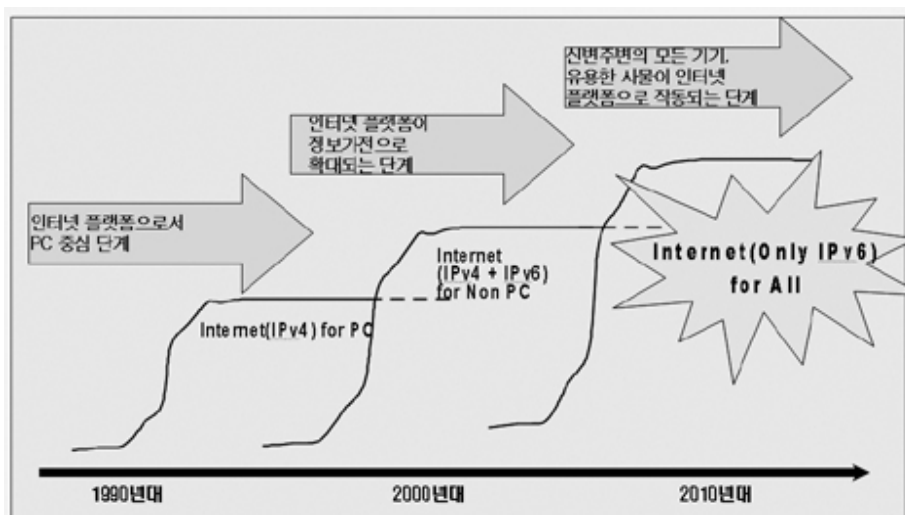 신변주변의 모든 기기,
유용한 사물이 인터넷
플랫폼으로 작동되는 단계
인터넷 플랫폼이
정보가전으로
확대되는 단계
인터넷 플랫폼으로서
PC 중심 단계
Internet(Only IPv6)
for All
Internet
(IPv4 + IPv6)
for Non PC
Internet(IPv4) for PC
1990년대
2000년대
2010년대